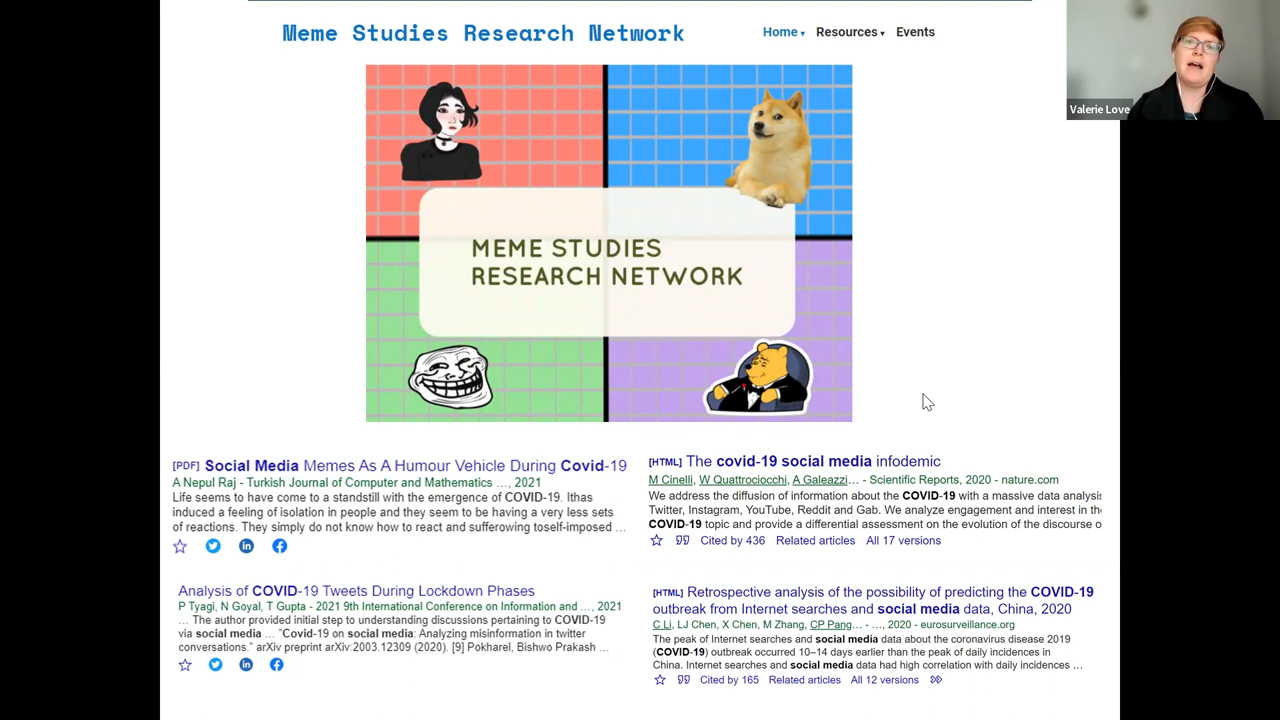 Meme Studies Research Network
Home Resources Events
Valerie Love
MEME STUDIES
RESEARCH NETWORK
[PDF] Social Media Memes As A Humour Vehicle During Covid-19
A Nepul Raj - Turkish Journal of Computer and Mathematics ..., 2021
Life seems to have come to a standstill with the emergence of COVID-19. Ithas
induced a feeling of isolation in people and they seem to be having a very less sets
of reactions. They simply do not know how to react and sufferowing toself-imposed ...
[HTML] The covid-19 social media infodemic
M Cinelli, W Quattrociocchi, A Galeazzi... - Scientific Reports, 2020 - nature.com
We address the diffusion of information about the COVID-19 with a massive data analysis
Twitter, Instagram, YouTube, Reddit and Gab. We analyze engagement and interest in the
COVID-19 topic and provide a differential assessment on the evolution of the discourse o
Cited by 436 Related articles All 17 versions
Analysis of COVID-19 Tweets During Lockdown Phases
P Tyagi, N Goyal, T Gupta - 2021 9th International Conference on Information and ..., 2021
... The author provided initial step to understanding discussions pertaining to COVID-19
via social media ... "Covid-19 on social media: Analyzing misinformation in twitter
conversations." arXiv preprint arXiv:2003.12309 (2020). [9] Pokharel, Bishwo Prakash ...
[HTML] Retrospective analysis of the possibility of predicting the COVID-19
outbreak from Internet searches and social media data, China, 2020
C Li, LJ Chen, X Chen, M Zhang, CP Pang... - ..., 2020 - eurosurveillance.org
The peak of Internet searches and social media data about the coronavirus disease 2019
(COVID-19) outbreak occurred 10–14 days earlier than the peak of daily incidences in
China. Internet searches and social media data had high correlation with daily incidences ...
Cited by 165 Related articles All 12 versions